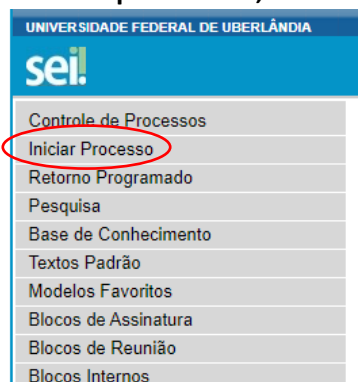 UNIVERSIDADE FEDERAL DE UBERLÂNDIA
sei!
Controle de Processos
Iniciar Processo
Retorno Programado
Pesquisa
Base de Conhecimento
Textos Padrão
Modelos Favoritos
Blocos de Assinatura
Blocos de Reunião
Blocos Internos